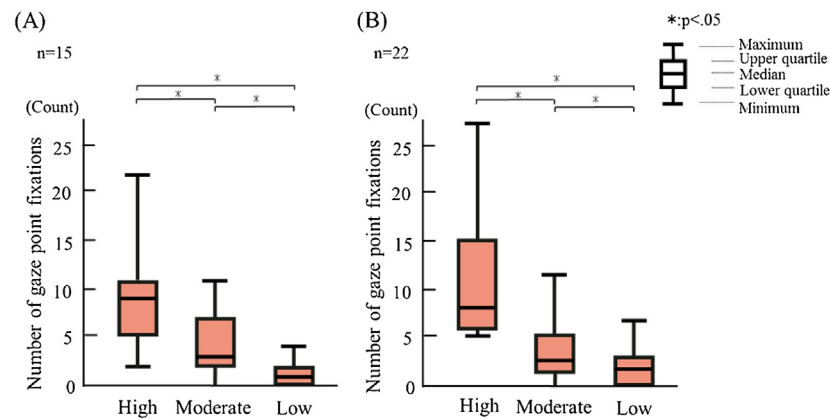 (A)
n=15
*
*
*
(Count)
Number of gaze point fixations
25
20
15
10
5
0
High Moderate Low
(B)
n=22
*
*
*
(Count)
Number of gaze point fixations
25
20
15
10
5
0
High Moderate Low
*:p<.05
Maximum
Upper quartile
Median
Lower quartile
Minimum